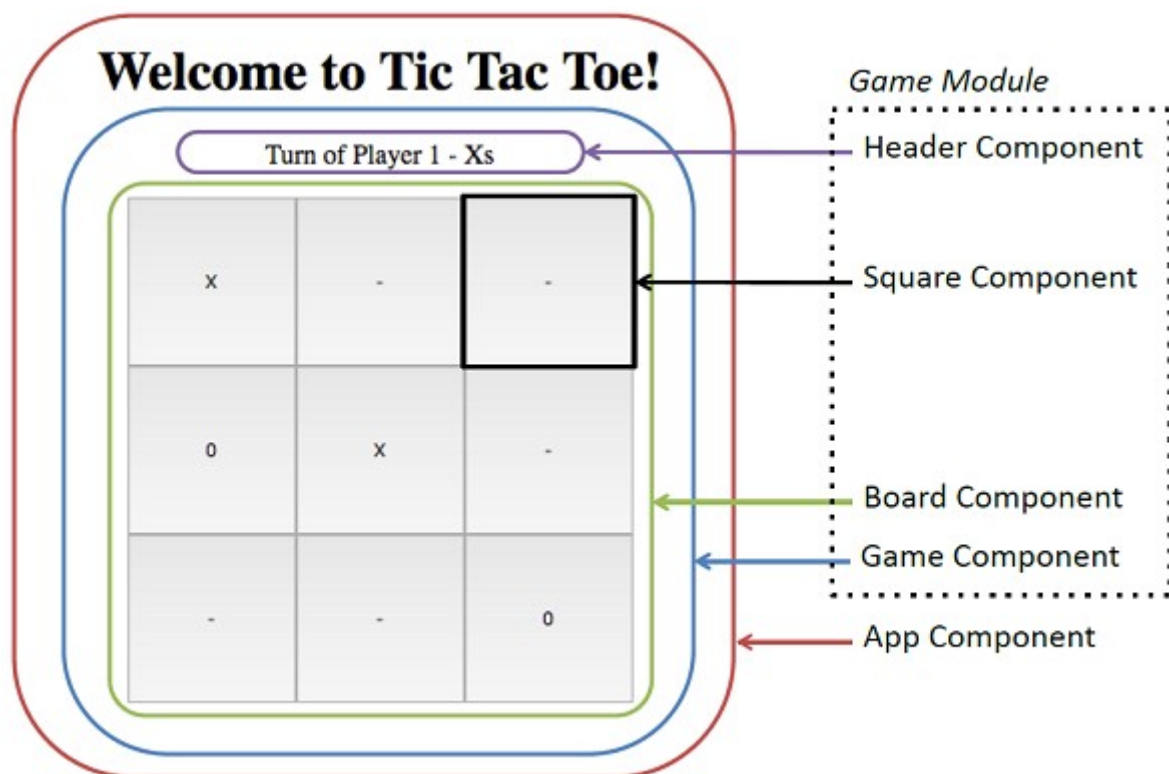 Welcome to Tic Tac Toe!
Game Module
Turn of Player 1 - Xs
Header Component
X - -
Square Component
0 X -
Board Component
Game Component
- - 0
App Component